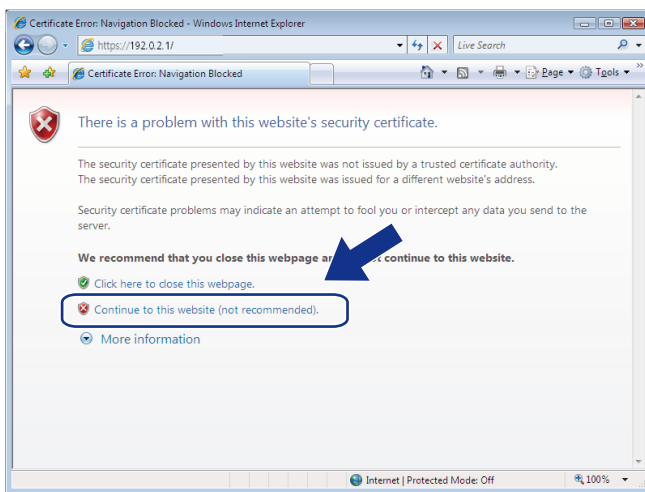 Certificate Error: Navigation Blocked - Windows Internet Explorer
https://192.0.2.1/
Live Search
Certificate Error: Navigation Blocked
Page
Tools
There is a problem with this website's security certificate.
The security certificate presented by this website was not issued by a trusted certificate authority.
The security certificate presented by this website was issued for a different website's address.
Security certificate problems may indicate an attempt to fool you or intercept any data you send to the
server.
We recommend that you close this webpage continue to this website.
Click here to close this webpage.
Continue to this website (not recommended).
More information
Internet | Protected Mode: Off
100%